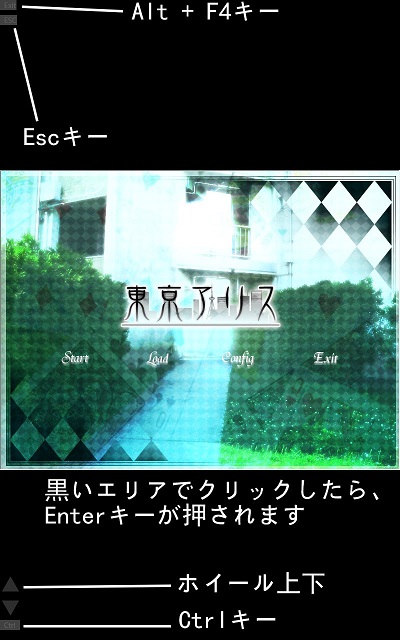 Alt + F4キー
Escキー
東京アリス
Start Load Config Exit
黒いエリアでクリックしたら、
Enterキーが押されます
ホイール上下
Ctrlキー
Ctrl